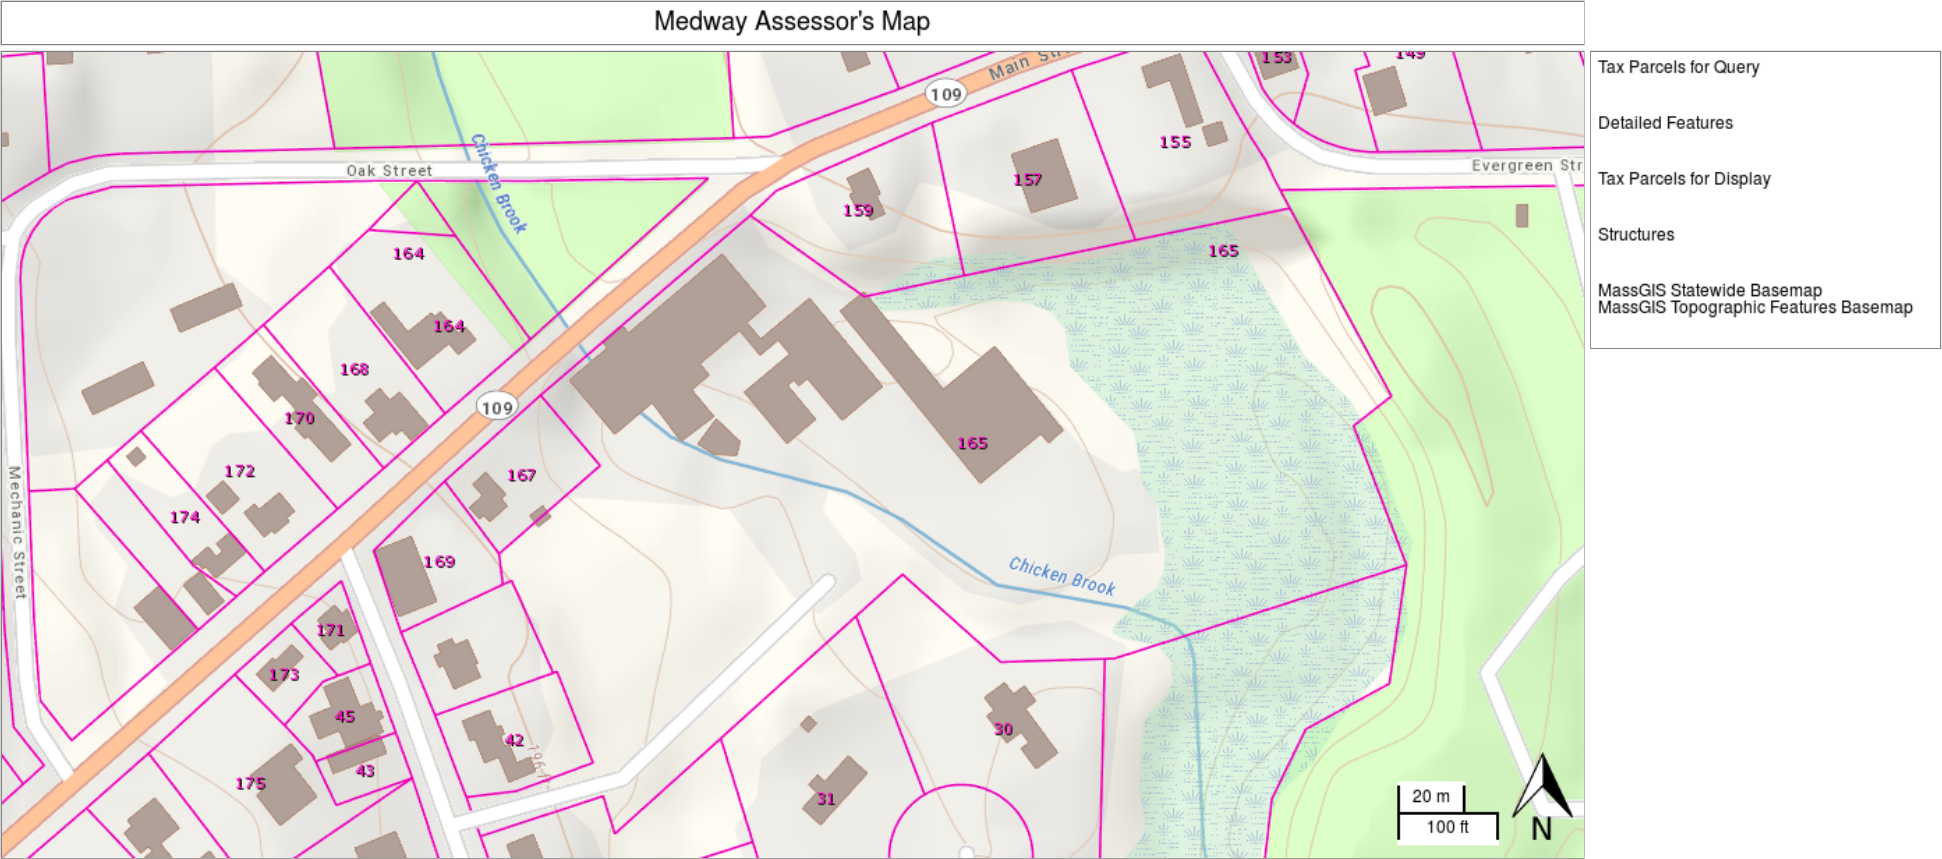 Medway Assessor's Map
Tax Parcels for Query
Detailed Features
Tax Parcels for Display
Structures
MassGIS Statewide Basemap
MassGIS Topographic Features Basemap
153
149
Main Str
109
155
Evergreen Str
Chicken Brook
Oak Street
157
159
164
165
164
168
109
170
165
172
167
174
Mechanic Street
169
Chicken Brook
171
173
45
30
42
43
175
31
20 m
100 ft
N